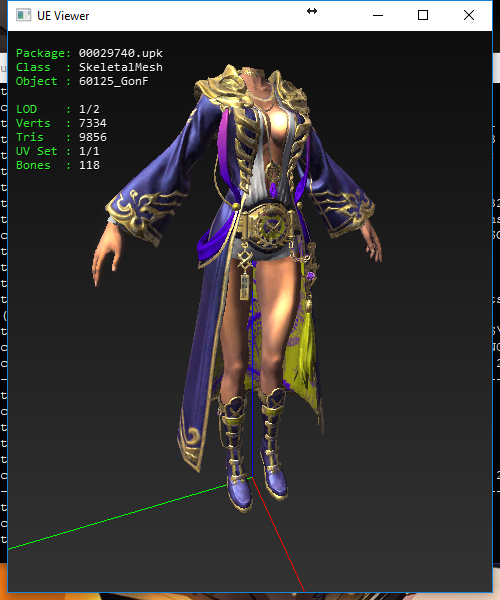 UE Viewer
Package: 00029740.upk
Class : SkeletalMesh
Object : 60125_GonF
LOD : 1/2
Verts : 7334
Tris : 9856
UV Set : 1/1
Bones : 118